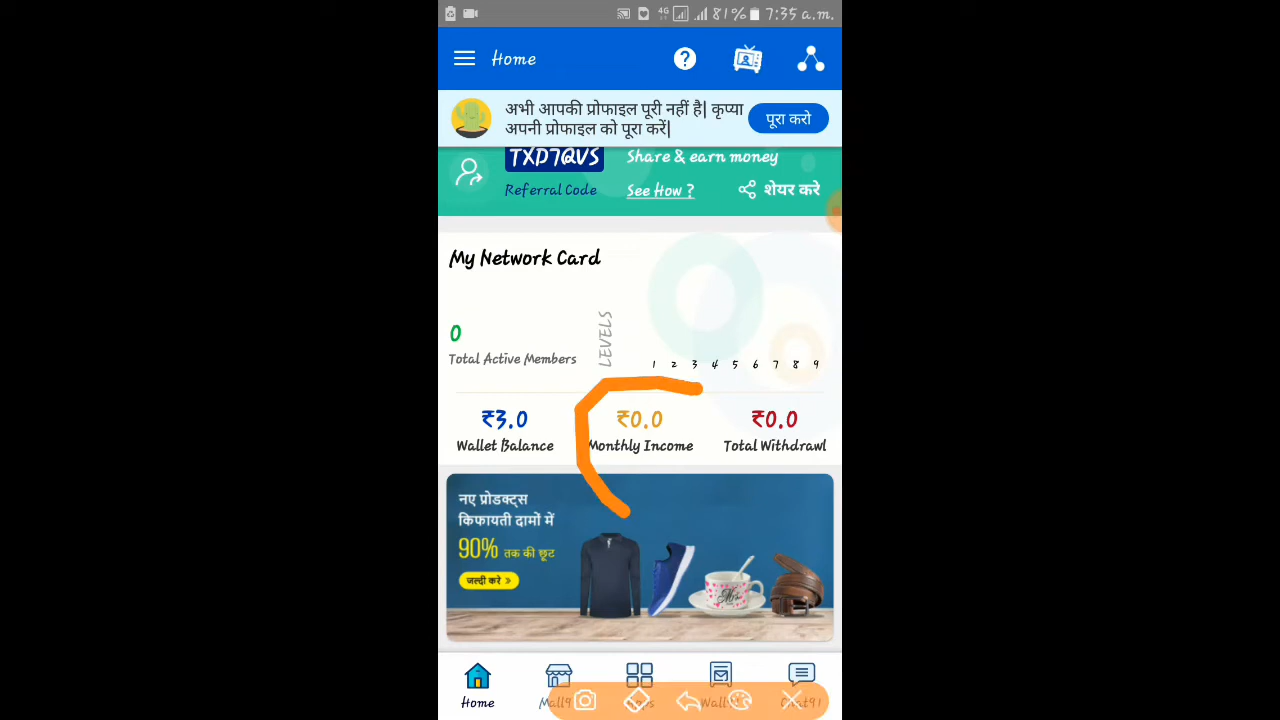 4G 81% 7:35 a.m.
Home
अभी आपकी प्रोफाइल पूरी नहीं है| कृप्या
अपनी प्रोफाइल को पूरा करें|
पूरा करो
TXD7QVS
Share & earn money
Referral Code
See How ?
शेयर करे
My Network Card
0
Total Active Members
LEVELS
1 2 3 4 5 6 7 8 9
₹3.0 ₹0.0 ₹0.0
Wallet Balance Monthly Income Total Withdrawl
नए प्रोडक्ट्स
किफायती दामों में
90% तक की छूट
जल्दी करे »
Home